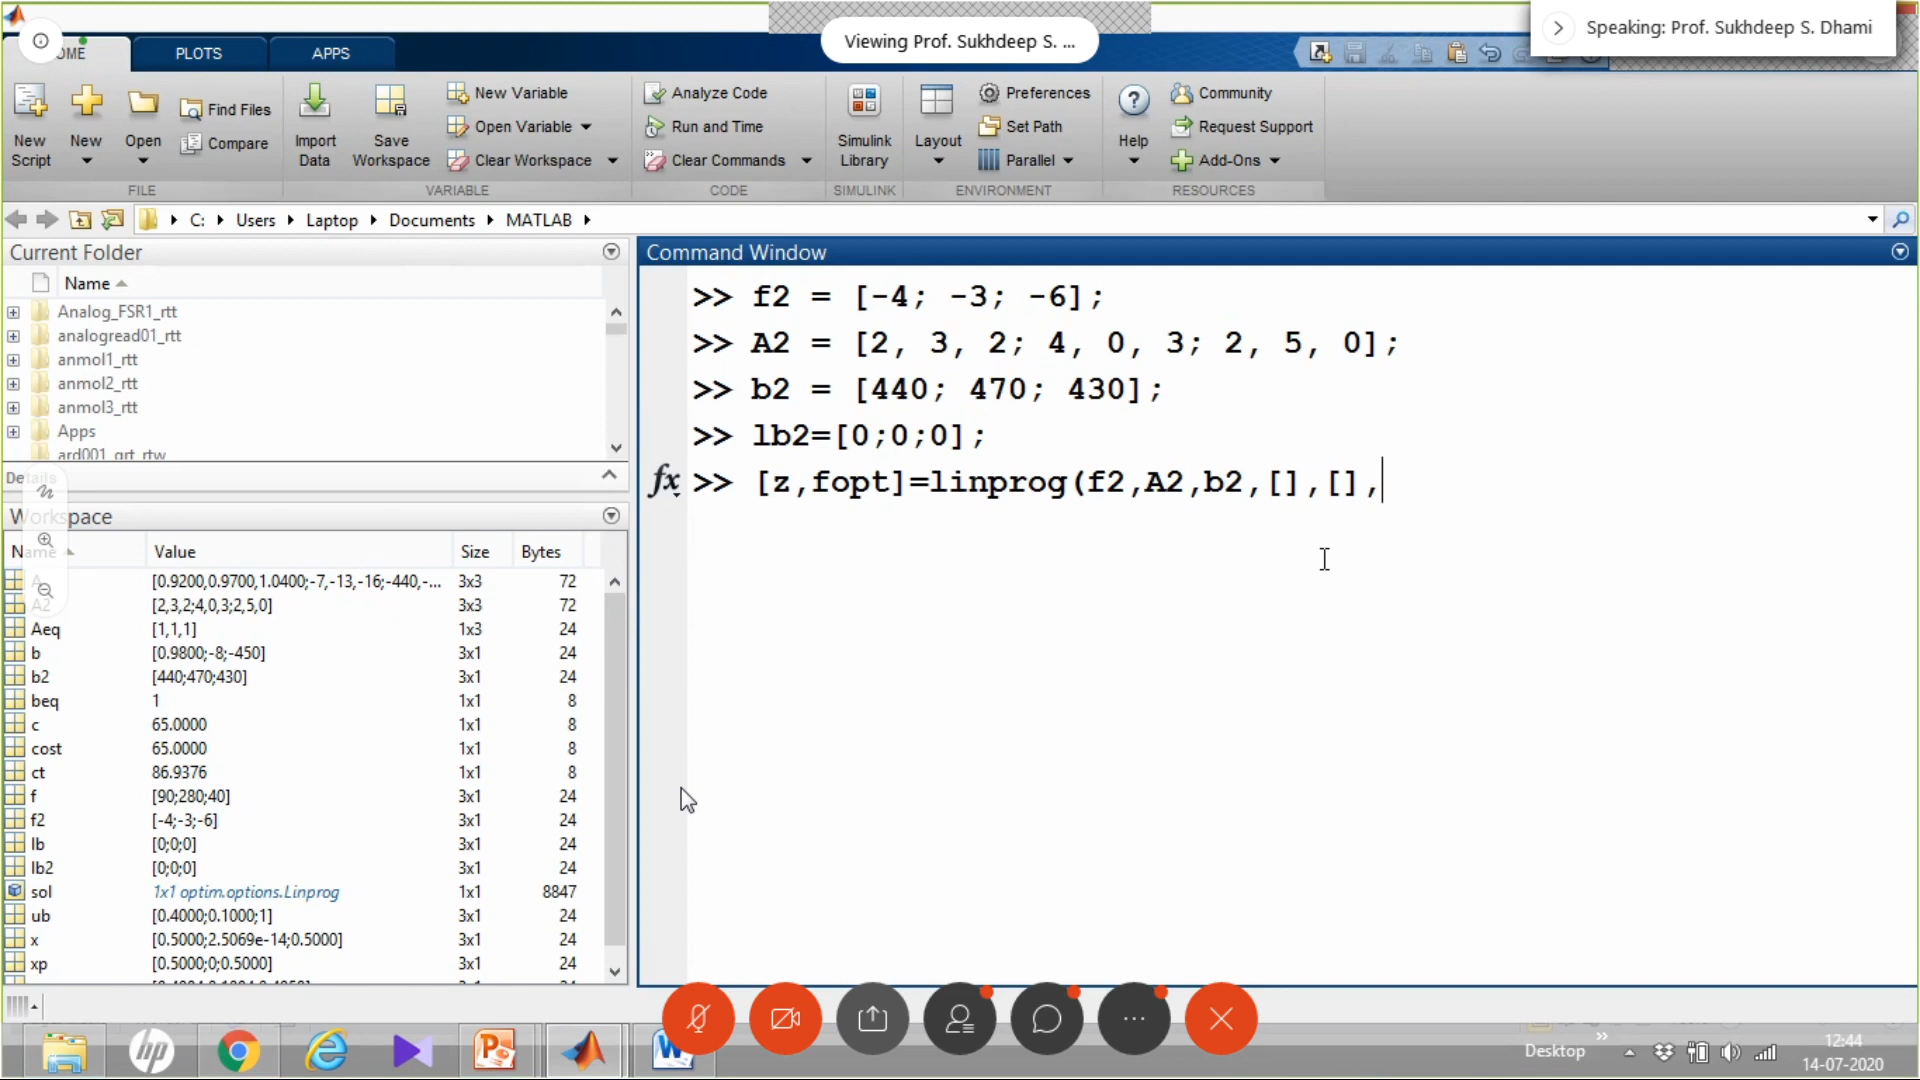 Viewing Prof. Sukhdeep S. ...
Speaking: Prof. Sukhdeep S. Dhami
OME
PLOTS
APPS
New Script
New
Open
Find Files
Compare
Import Data
Save Workspace
New Variable
Open Variable
Clear Workspace
Analyze Code
Run and Time
Clear Commands
Simulink Library
Layout
Preferences
Set Path
Parallel
Help
Community
Request Support
Add-Ons
FILE
VARIABLE
CODE
SIMULINK
ENVIRONMENT
RESOURCES
C: Users Laptop Documents MATLAB
Current Folder
Name
Analog_FSR1_rtt
analogread01_rtt
anmol1_rtt
anmol2_rtt
anmol3_rtt
Apps
ard001_grt_rtw
Details
Workspace
Name Value Size Bytes
A [0.9200,0.9700,1.0400;-7,-13,-16;-440,-... 3x3 72
A2 [2,3,2;4,0,3;2,5,0] 3x3 72
Aeq [1,1,1] 1x3 24
b [0.9800;-8;-450] 3x1 24
b2 [440;470;430] 3x1 24
beq 1 1x1 8
c 65.0000 1x1 8
cost 65.0000 1x1 8
ct 86.9376 1x1 8
f [90;280;40] 3x1 24
f2 [-4;-3;-6] 3x1 24
lb [0;0;0] 3x1 24
lb2 [0;0;0] 3x1 24
sol 1x1 optim.options.Linprog 1x1 8847
ub [0.4000;0.1000;1] 3x1 24
x [0.5000;2.5069e-14;0.5000] 3x1 24
xp [0.5000;0;0.5000] 3x1 24
Command Window
>> f2 = [-4; -3; -6];
>> A2 = [2, 3, 2; 4, 0, 3; 2, 5, 0];
>> b2 = [440; 470; 430];
>> lb2=[0;0;0];
fx >> [z,fopt]=linprog(f2,A2,b2,[],[],
Desktop
12:44
14-07-2020